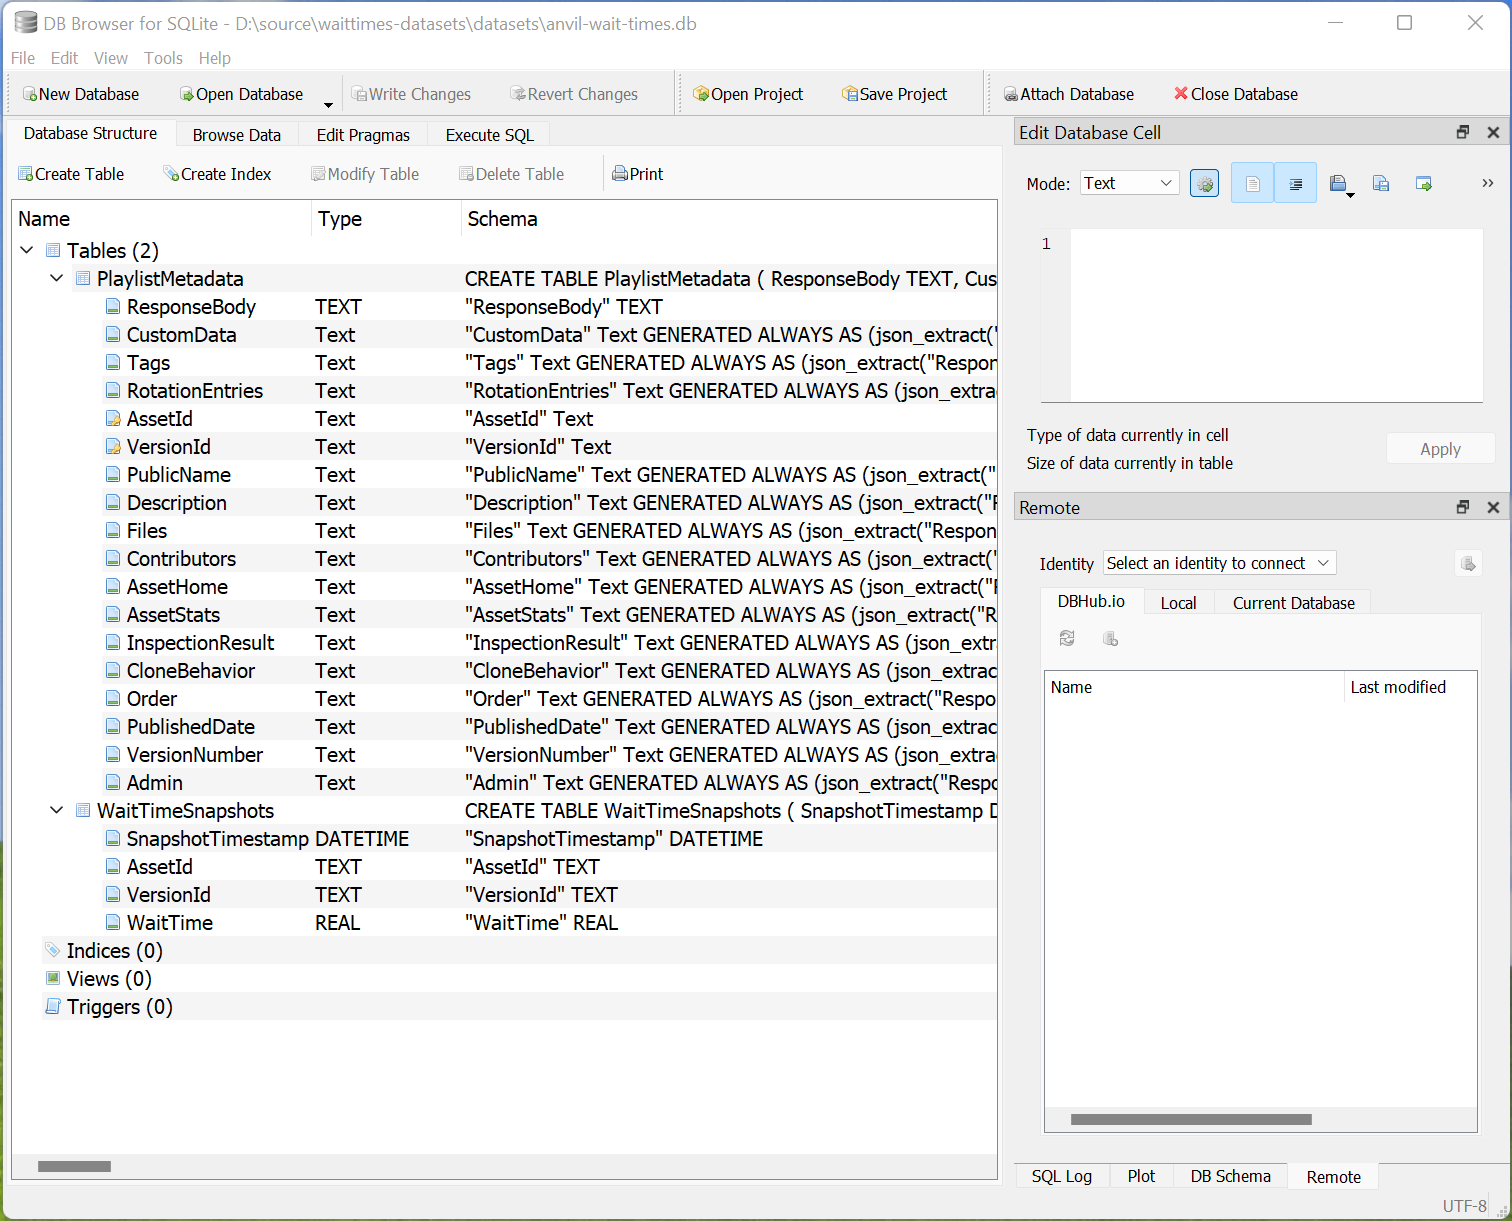 DB Browser for SQLite - D:\source\waittimes-datasets\datasets\anvil-wait-times.db
File Edit View Tools Help
New Database Open Database Write Changes Revert Changes Open Project Save Project Attach Database Close Database
Database Structure Browse Data Edit Pragmas Execute SQL
Create Table Create Index Modify Table Delete Table Print
Name Type Schema
Tables (2)
PlaylistMetadata CREATE TABLE PlaylistMetadata ( ResponseBody TEXT, Cus
ResponseBody TEXT "ResponseBody" TEXT
CustomData Text "CustomData" Text GENERATED ALWAYS AS (json_extract("
Tags Text "Tags" Text GENERATED ALWAYS AS (json_extract("Respon
RotationEntries Text "RotationEntries" Text GENERATED ALWAYS AS (json_extra
AssetId Text "AssetId" Text
VersionId Text "VersionId" Text
PublicName Text "PublicName" Text GENERATED ALWAYS AS (json_extract("
Description Text "Description" Text GENERATED ALWAYS AS (json_extract("R
Files Text "Files" Text GENERATED ALWAYS AS (json_extract("Respon
Contributors Text "Contributors" Text GENERATED ALWAYS AS (json_extract("
AssetHome Text "AssetHome" Text GENERATED ALWAYS AS (json_extract("R
AssetStats Text "AssetStats" Text GENERATED ALWAYS AS (json_extract("R
InspectionResult Text "InspectionResult" Text GENERATED ALWAYS AS (json_extr
CloneBehavior Text "CloneBehavior" Text GENERATED ALWAYS AS (json_extrac
Order Text "Order" Text GENERATED ALWAYS AS (json_extract("Respo
PublishedDate Text "PublishedDate" Text GENERATED ALWAYS AS (json_extrac
VersionNumber Text "VersionNumber" Text GENERATED ALWAYS AS (json_extra
Admin Text "Admin" Text GENERATED ALWAYS AS (json_extract("Respo
WaitTimeSnapshots CREATE TABLE WaitTimeSnapshots ( SnapshotTimestamp D
SnapshotTimestamp DATETIME "SnapshotTimestamp" DATETIME
AssetId TEXT "AssetId" TEXT
VersionId TEXT "VersionId" TEXT
WaitTime REAL "WaitTime" REAL
Indices (0)
Views (0)
Triggers (0)
Edit Database Cell
Mode: Text
1
Type of data currently in cell
Size of data currently in table
Apply
Remote
Identity Select an identity to connect
DBHub.io Local Current Database
Name Last modified
SQL Log Plot DB Schema Remote
UTF-8